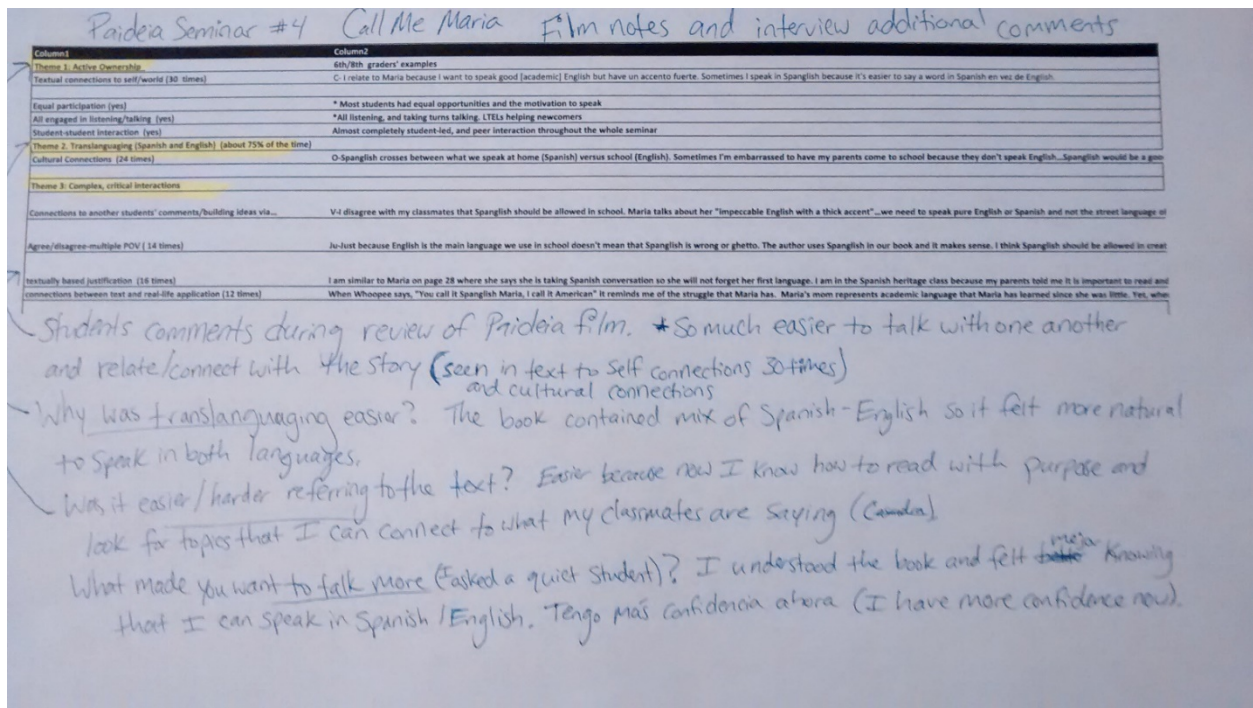 Paideia Seminar #4 Call Me Maria Film notes and interview additional comments
Column1 Column2
Theme 1: Active Ownership 6th/8th graders' examples
Textual connections to self/world (30 times) C- I relate to Maria because I want to speak good [academic] English but have un accento fuerte. Sometimes I speak in Spanglish because it's easier to say a word in Spanish en vez de English.
Equal participation (yes) * Most students had equal opportunities and the motivation to speak
All engaged in listening/talking (yes) *All listening, and taking turns talking. LTELs helping newcomers
Student-student interaction (yes) Almost completely student-led, and peer interaction throughout the whole seminar
Theme 2. Translanguaging (Spanish and English) (about 75% of the time)
Cultural Connections (24 times) O-Spanglish crosses between what we speak at home (Spanish) versus school (English). Sometimes I'm embarrassed to have my parents come to school because they don't speak English...Spanglish would be a
Theme 3: Complex, critical interactions
Connections to another students' comments/building ideas via... V-I disagree with my classmates that Spanglish should be allowed in school. Maria talks about her "impeccable English with a thick accent"...we need to speak pure English or Spanish and not the street language of
Agree/disagree-multiple POV ( 14 times) Ju-Just because English is the main language we use in school doesn't mean that Spanglish is wrong or ghetto. The author uses Spanglish in our book and it makes sense. I think Spanglish should be allowed in
textually based justification (16 times) I am similar to Maria on page 28 where she says she is taking Spanish conversation so she will not forget her first language. I am in the Spanish heritage class because my parents told me it is important to read and
connections between text and real-life application (12 times) When Whoopee says, "You call it Spanglish Maria, I call it American" it reminds me of the struggle that Maria has. Maria's mom represents academic language that Maria has learned since she was little. Yet, when
Students comments during review of Paideia film. * So much easier to talk with one another
and relate/connect with the story (seen in text to self connections 30 times)
and cultural connections
Why was translanguaging easier? The book contained mix of Spanish-English so it felt more natural
to speak in both languages.
Was it easier/harder referring to the text? Easier because now I know how to read with purpose and
look for topics that I can connect to what my classmates are saying
What made you want to talk more (I asked a quiet student)? I understood the book and felt mejor knowing
that I can speak in Spanish/English. Tengo más confidencia ahora (I have more confidence now).